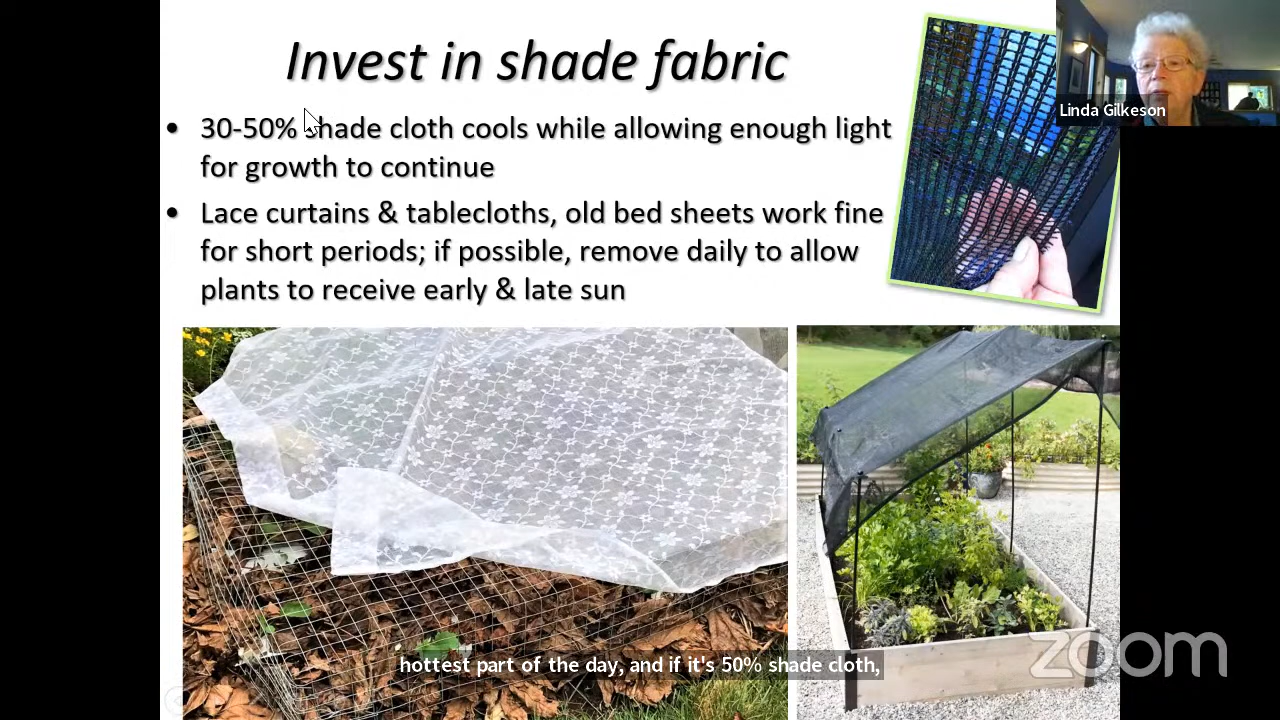 Invest in shade fabric
Linda Gilkeson
• 30-50% shade cloth cools while allowing enough light
for growth to continue
• Lace curtains & tablecloths, old bed sheets work fine
for short periods; if possible, remove daily to allow
plants to receive early & late sun
hottest part of the day, and if it's 50% shade cloth,
zoom